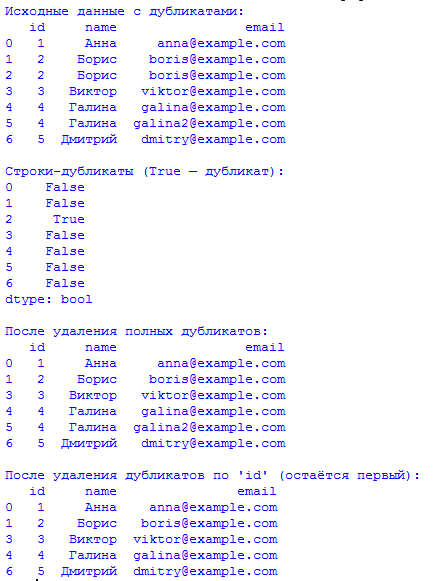 Исходные данные с дубликатами:
   id     name                email
0   1     Анна     anna@example.com
1   2    Борис    boris@example.com
2   2    Борис    boris@example.com
3   3   Виктор   viktor@example.com
4   4   Галина   galina@example.com
5   4   Галина  galina2@example.com
6   5  Дмитрий   dmitry@example.com

Строки-дубликаты (True — дубликат):
0    False
1    False
2     True
3    False
4    False
5    False
6    False
dtype: bool

После удаления полных дубликатов:
   id     name                email
0   1     Анна     anna@example.com
1   2    Борис    boris@example.com
3   3   Виктор   viktor@example.com
4   4   Галина   galina@example.com
5   4   Галина  galina2@example.com
6   5  Дмитрий   dmitry@example.com

После удаления дубликатов по 'id' (остаётся первый):
   id     name               email
0   1     Анна    anna@example.com
1   2    Борис   boris@example.com
3   3   Виктор  viktor@example.com
4   4   Галина  galina@example.com
6   5  Дмитрий  dmitry@example.com